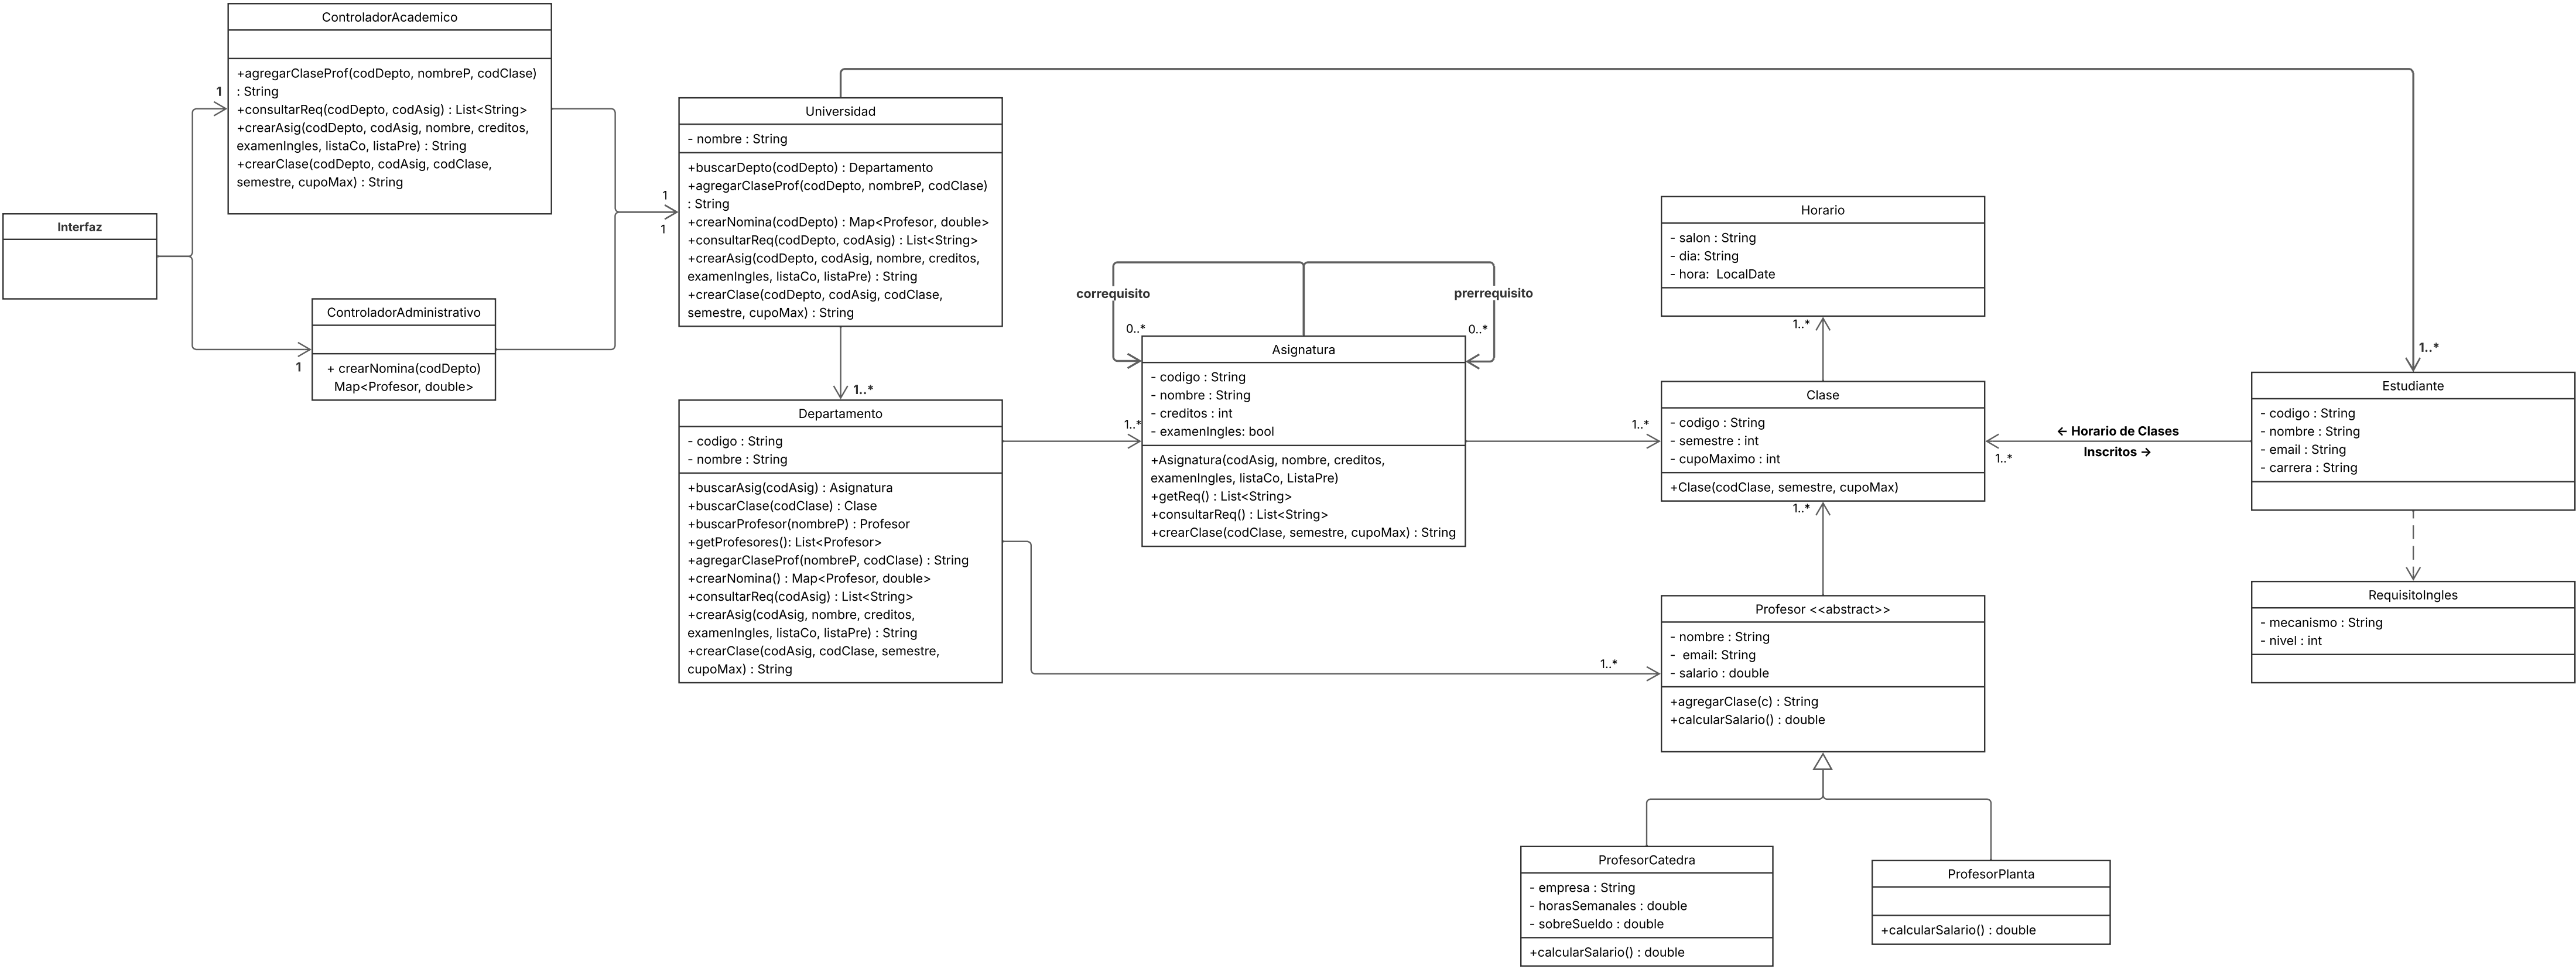 ControladorAcademico
+agregarClaseProf(codDepto, nombreP, codClase)
: String
+consultarReq(codDepto, codAsig) : List<String>
+crearAsig(codDepto, codAsig, nombre, creditos,
examenIngles, listaCo, listaPre) : String
+crearClase(codDepto, codAsig, codClase,
semestre, cupoMax) : String
1
Interfaz
1
ControladorAdministrativo
+ crearNomina(codDepto)
Map<Profesor, double>
1
1
Universidad
- nombre : String
+buscarDepto(codDepto) : Departamento
+agregarClaseProf(codDepto, nombreP, codClase)
: String
+crearNomina(codDepto) : Map<Profesor, double>
+consultarReq(codDepto, codAsig) : List<String>
+crearAsig(codDepto, codAsig, nombre, creditos,
examenIngles, listaCo, listaPre) : String
+crearClase(codDepto, codAsig, codClase,
semestre, cupoMax) : String
1..*
Departamento
- codigo : String
- nombre : String
+buscarAsig(codAsig) : Asignatura
+buscarClase(codClase) : Clase
+buscarProfesor(nombreP) : Profesor
+getProfesores(): List<Profesor>
+agregarClaseProf(nombreP, codClase) : String
+crearNomina() : Map<Profesor, double>
+consultarReq(codAsig) : List<String>
+crearAsig(codAsig, nombre, creditos,
examenIngles, listaCo, listaPre) : String
+crearClase(codAsig, codClase, semestre,
cupoMax) : String
correquisito
prerrequisito
0..*
0..*
1..*
Asignatura
- codigo : String
- nombre : String
- creditos : int
- examenIngles: bool
+Asignatura(codAsig, nombre, creditos,
examenIngles, listaCo, ListaPre)
+getReq() : List<String>
+consultarReq() : List<String>
+crearClase(codClase, semestre, cupoMax) : String
Horario
- salon : String
- dia: String
- hora:  LocalDate
1..*
1..*
Clase
- codigo : String
- semestre : int
- cupoMaximo : int
+Clase(codClase, semestre, cupoMax)
1..*
← Horario de Clases
Inscritos →
1..*
1..*
Estudiante
- codigo : String
- nombre : String
- email : String
- carrera : String
RequisitoIngles
- mecanismo : String
- nivel : int
1..*
Profesor <<abstract>>
- nombre : String
-  email: String
- salario : double
+agregarClase(c) : String
+calcularSalario() : double
ProfesorCatedra
- empresa : String
- horasSemanales : double
- sobreSueldo : double
+calcularSalario() : double
ProfesorPlanta
+calcularSalario() : double